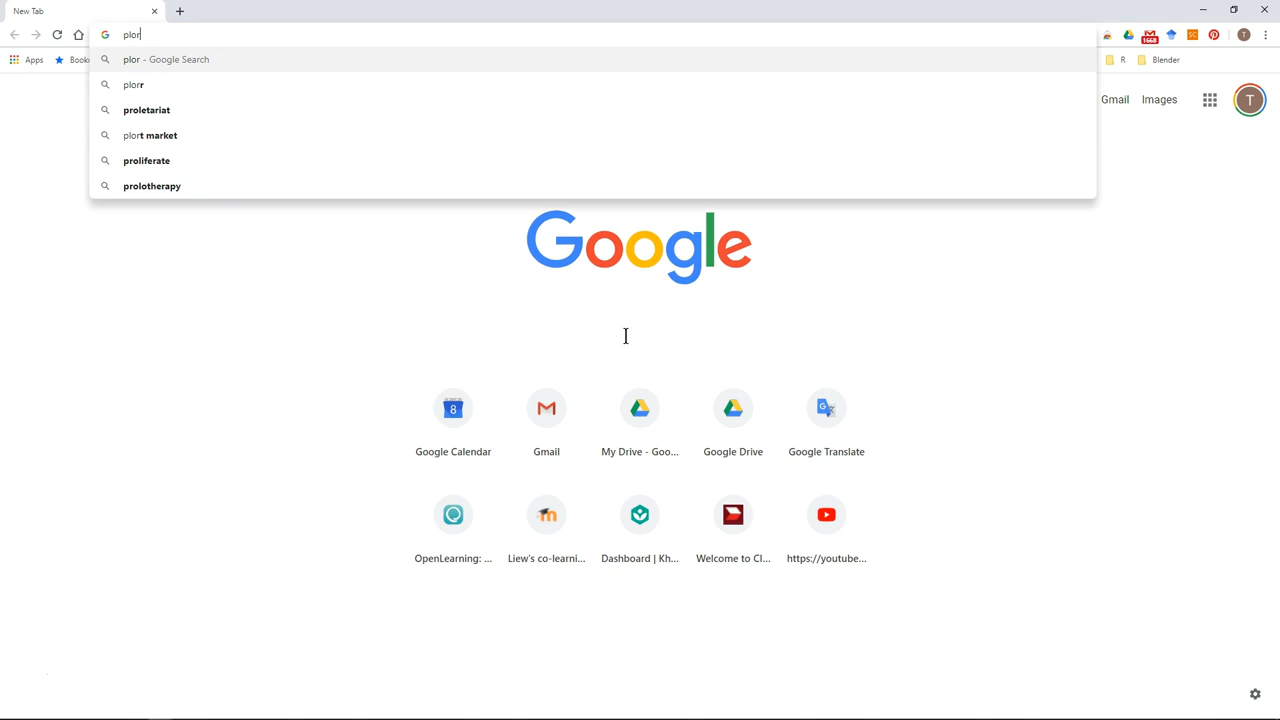 New Tab
plor
plor - Google Search
plorr
proletariat
plort market
proliferate
prolotherapy
Apps
R
Blender
1668
SC
T
Gmail
Images
T
Google
8
Google Calendar
Gmail
My Drive - Goo...
Google Drive
Google Translate
OpenLearning: ...
Liew's co-learni...
Dashboard | Kh...
Welcome to Cl...
https://youtube...